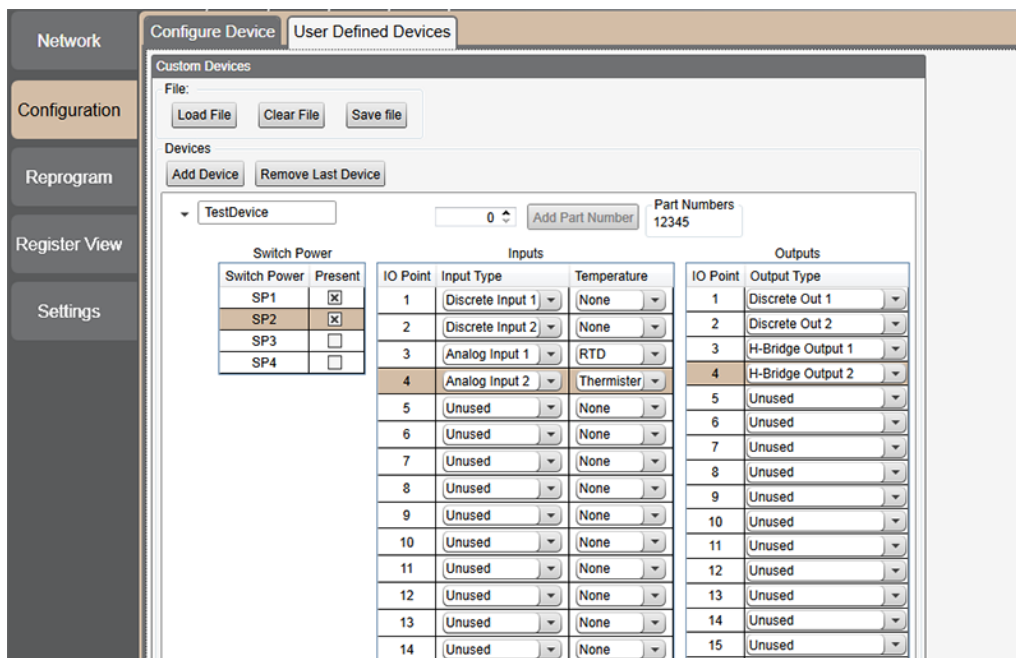 Network
Configuration
Reprogram
Register View
Settings
Configure Device User Defined Devices
Custom Devices
File:
Load File Clear File Save file
Devices
Add Device Remove Last Device
TestDevice 0 Add Part Number Part Numbers
12345
Switch Power
Switch Power Present
SP1
SP2
SP3
SP4
Inputs
IO Point Input Type Temperature
1 Discrete Input 1 None
2 Discrete Input 2 None
3 Analog Input 1 RTD
4 Analog Input 2 Thermister
5 Unused None
6 Unused None
7 Unused None
8 Unused None
9 Unused None
10 Unused None
11 Unused None
12 Unused None
13 Unused None
14 Unused None
Outputs
IO Point Output Type
1 Discrete Out 1
2 Discrete Out 2
3 H-Bridge Output 1
4 H-Bridge Output 2
5 Unused
6 Unused
7 Unused
8 Unused
9 Unused
10 Unused
11 Unused
12 Unused
13 Unused
14 Unused
15 Unused